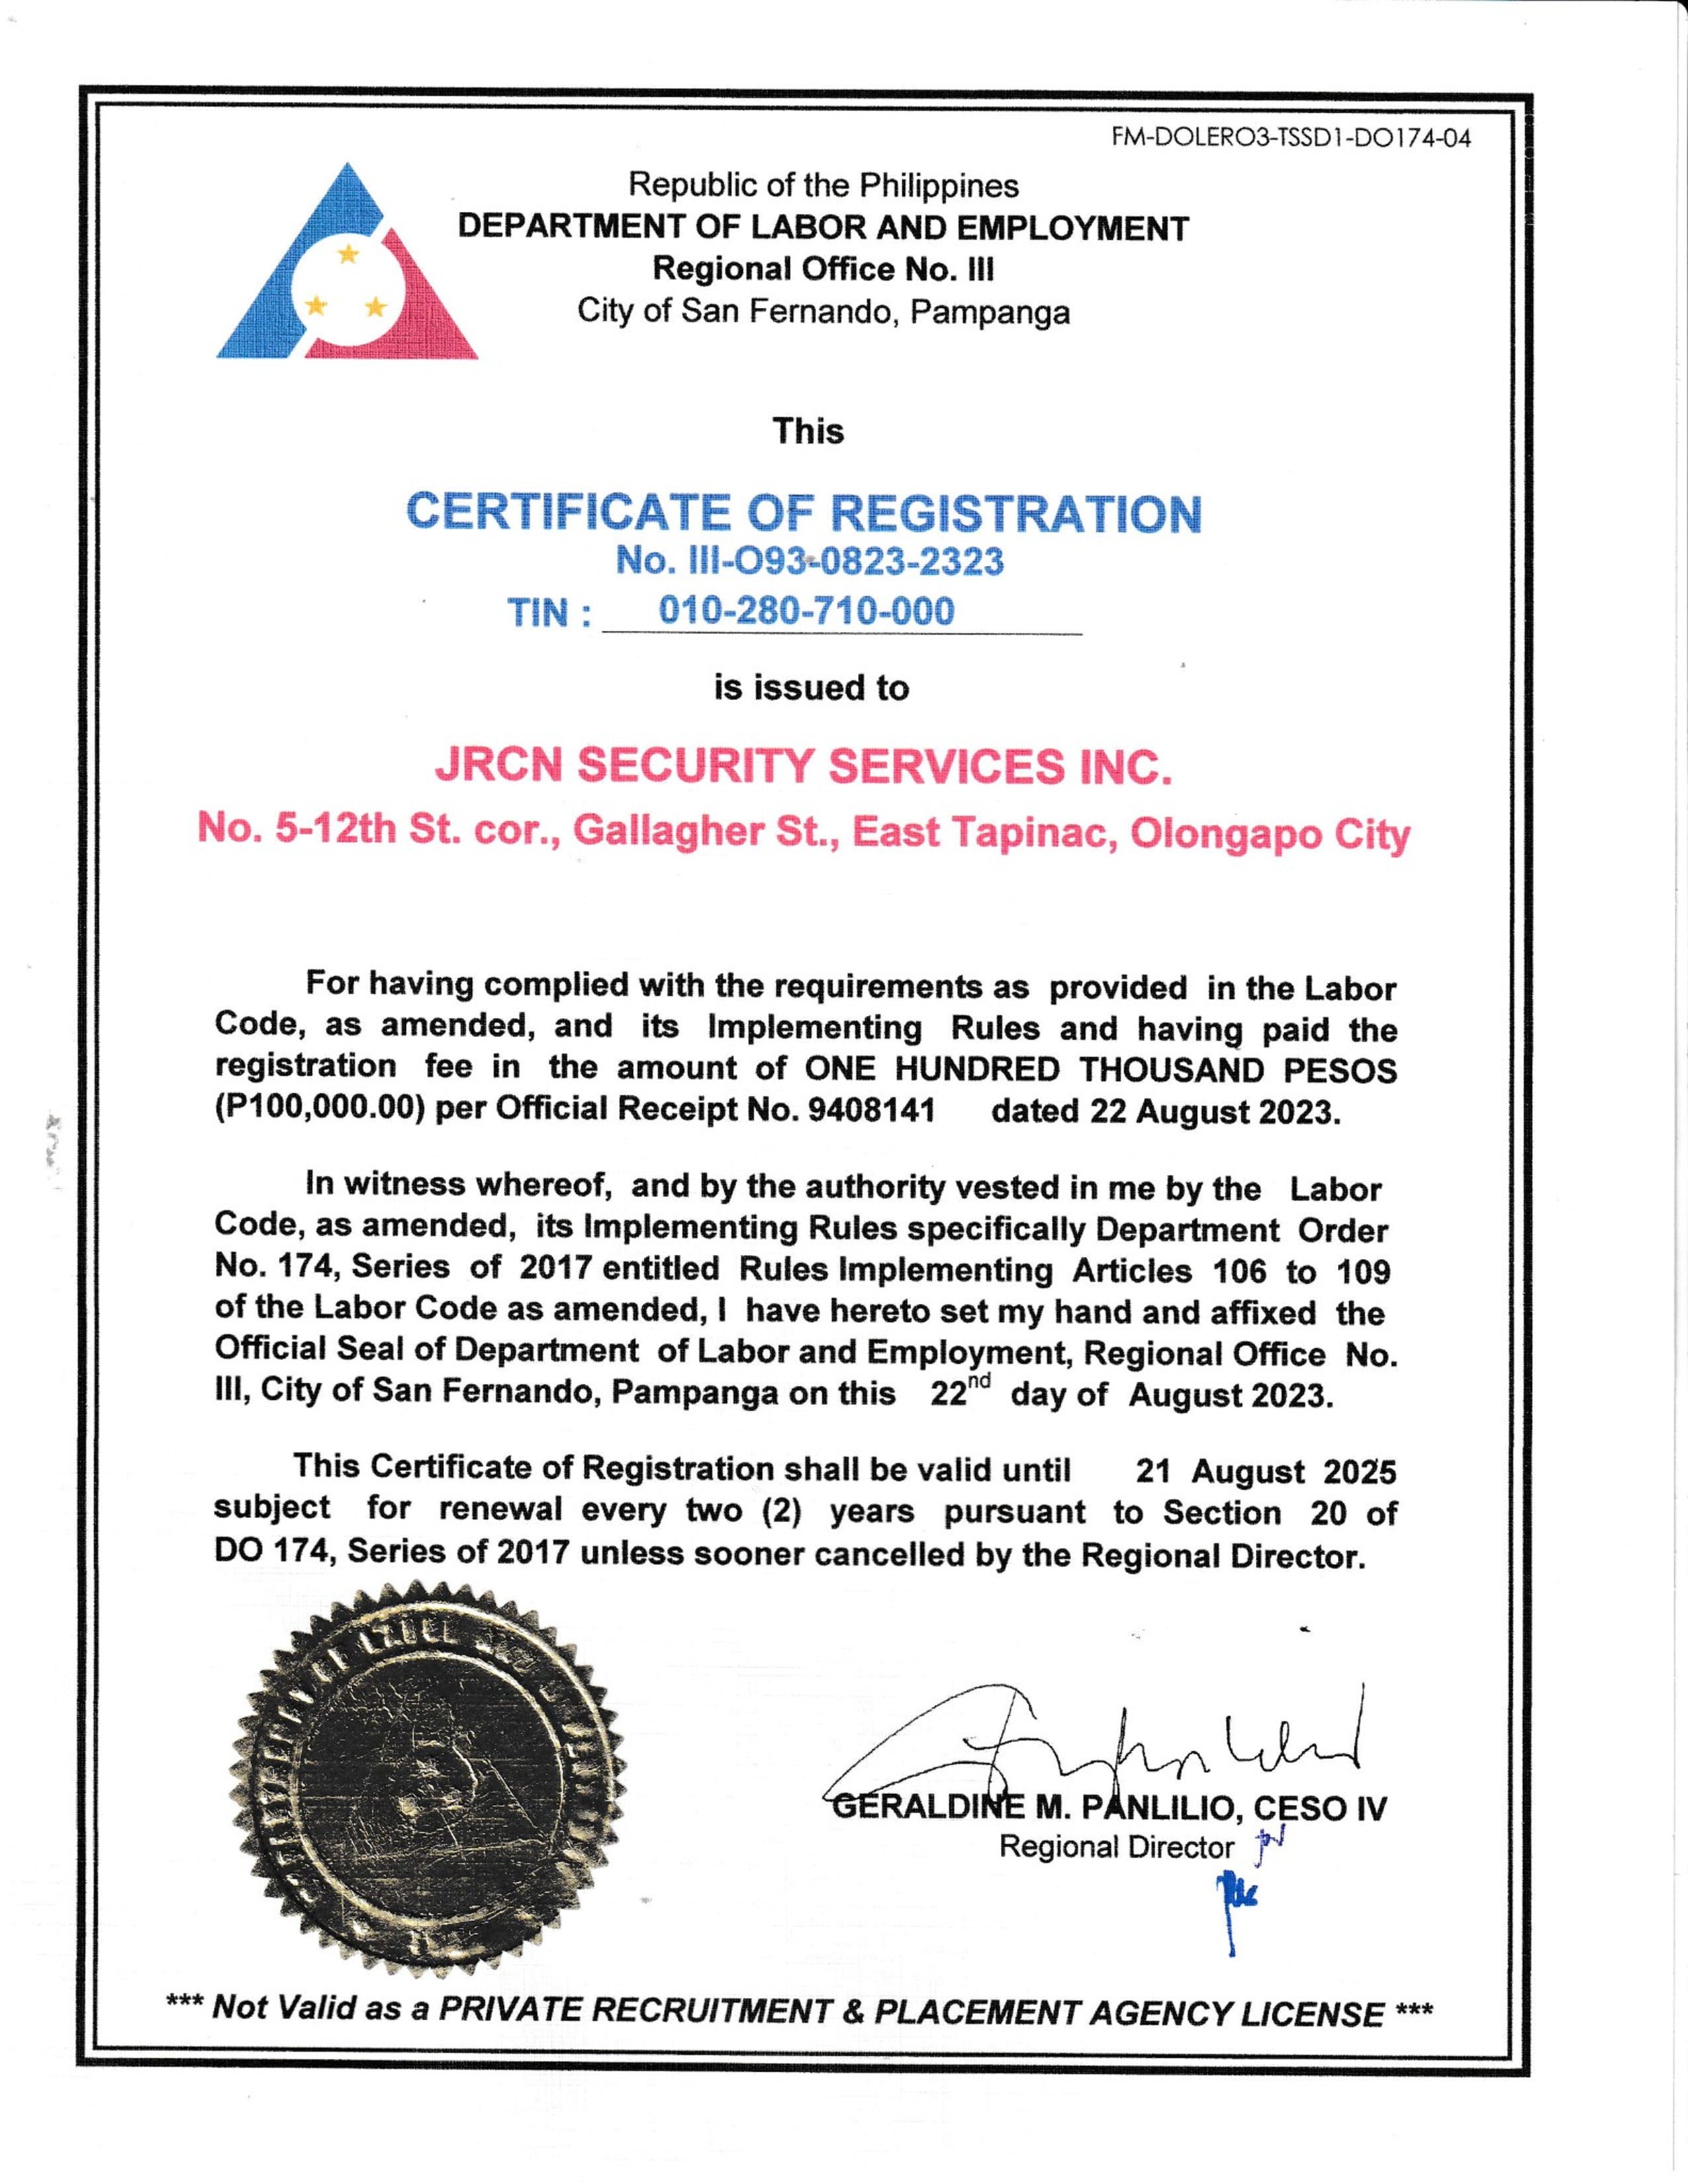 FM-DOLERO3-TSSD1-DO174-04
Republic of the Philippines
DEPARTMENT OF LABOR AND EMPLOYMENT
Regional Office No. III
City of San Fernando, Pampanga
This
CERTIFICATE OF REGISTRATION
No. III-O93-0823-2323
TIN : 010-280-710-000
is issued to
JRCN SECURITY SERVICES INC.
No. 5-12th St. cor., Gallagher St., East Tapinac, Olongapo City
For having complied with the requirements as provided in the Labor
Code, as amended, and its Implementing Rules and having paid the
registration fee in the amount of ONE HUNDRED THOUSAND PESOS
(P100,000.00) per Official Receipt No. 9408141 dated 22 August 2023.
In witness whereof, and by the authority vested in me by the Labor
Code, as amended, its Implementing Rules specifically Department Order
No. 174, Series of 2017 entitled Rules Implementing Articles 106 to 109
of the Labor Code as amended, I have hereto set my hand and affixed the
Official Seal of Department of Labor and Employment, Regional Office No.
III, City of San Fernando, Pampanga on this 22nd day of August 2023.
This Certificate of Registration shall be valid until 21 August 2025
subject for renewal every two (2) years pursuant to Section 20 of
DO 174, Series of 2017 unless sooner cancelled by the Regional Director.
GERALDINE M. PANLILIO, CESO IV
Regional Director
*** Not Valid as a PRIVATE RECRUITMENT & PLACEMENT AGENCY LICENSE ***